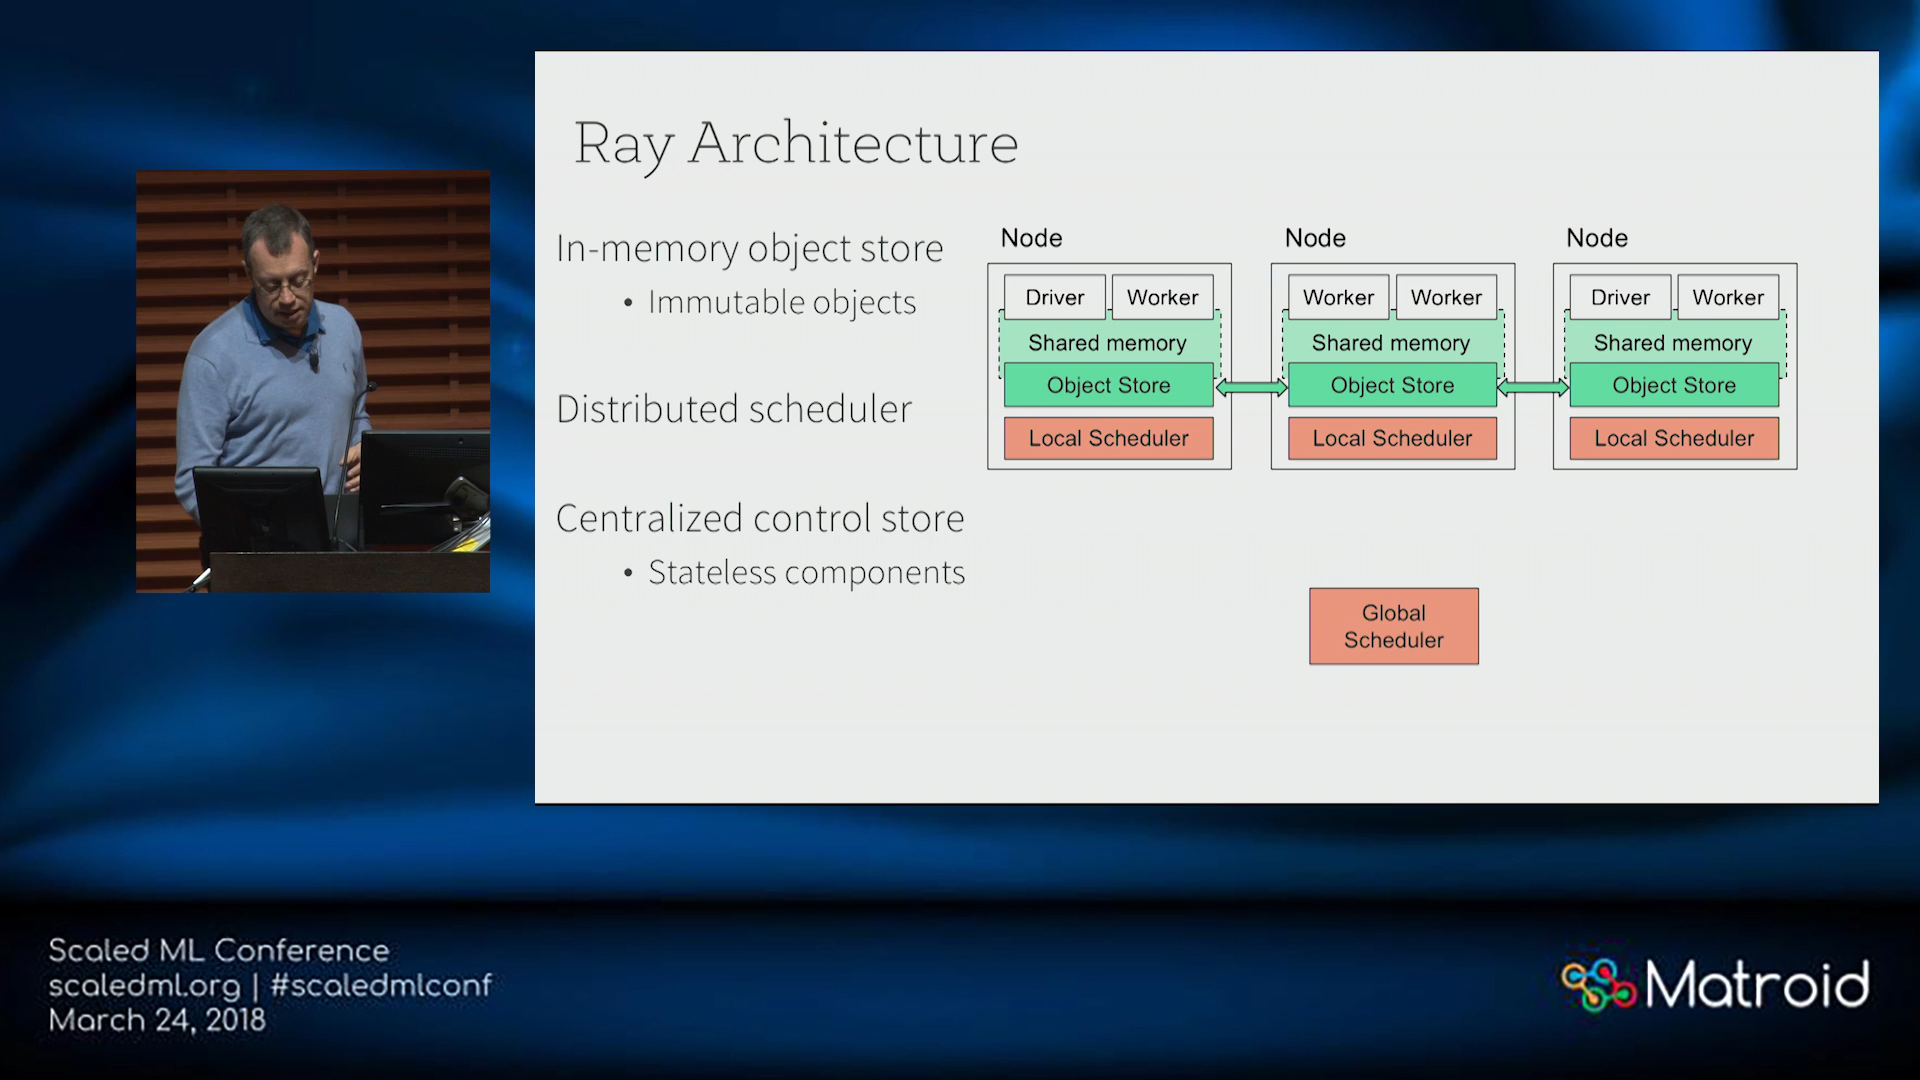 Ray Architecture
In-memory object store
• Immutable objects
Distributed scheduler
Centralized control store
• Stateless components
Node
Driver
Worker
Shared memory
Object Store
Local Scheduler
Node
Worker
Worker
Shared memory
Object Store
Local Scheduler
Node
Driver
Worker
Shared memory
Object Store
Local Scheduler
Global
Scheduler
Scaled ML Conference
scaledml.org | #scaledmlconf
March 24, 2018
Matroid